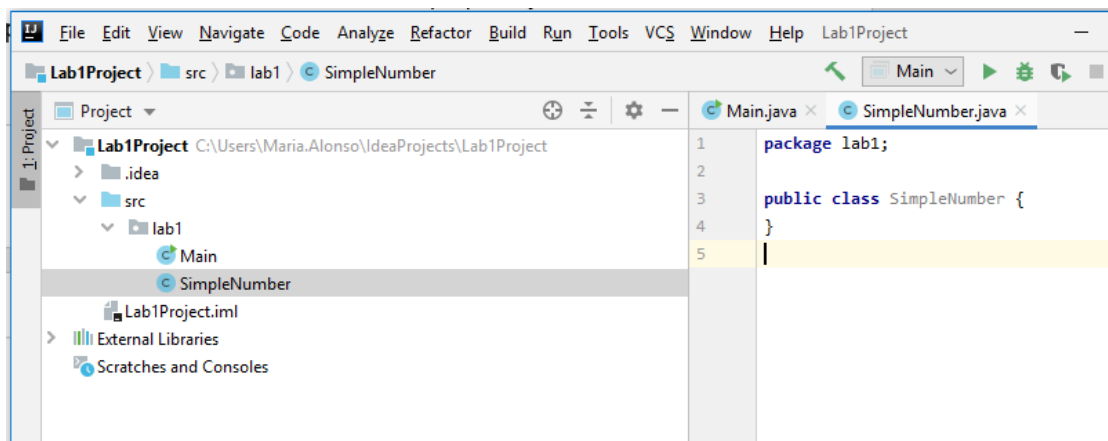 File Edit View Navigate Code Analyze Refactor Build Run Tools VCS Window Help Lab1Project
Lab1Project src lab1 SimpleNumber Main
1: Project
Project
Main.java SimpleNumber.java
Lab1Project C:\Users\Maria.Alonso\IdeaProjects\Lab1Project
.idea
src
lab1
Main
SimpleNumber
Lab1Project.iml
External Libraries
Scratches and Consoles
1 package lab1;
2
3 public class SimpleNumber {
4 }
5